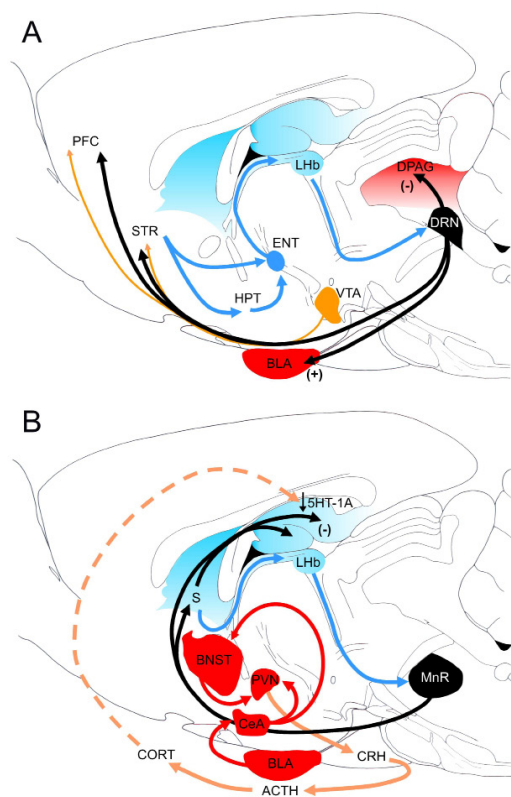 A
PFC
LHb
DPAG
(-)
DRN
STR
ENT
HPT
VTA
BLA
(+)
B
↓5HT-1A
(-)
LHb
S
BNST
PVN
MnR
CeA
BLA
CRH
CORT
ACTH